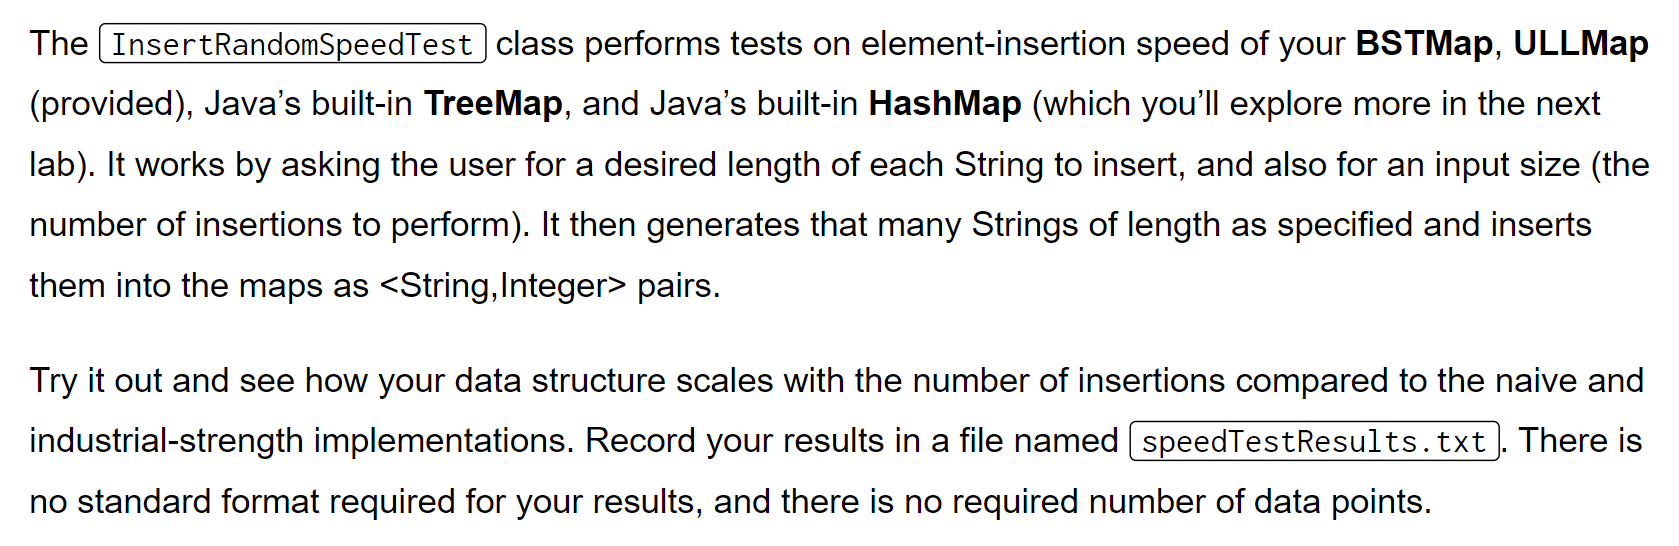 The InsertRandomSpeedTest class performs tests on element-insertion speed of your BSTMap, ULLMap
(provided), Java’s built-in TreeMap, and Java’s built-in HashMap (which you’ll explore more in the next
lab). It works by asking the user for a desired length of each String to insert, and also for an input size (the
number of insertions to perform). It then generates that many Strings of length as specified and inserts
them into the maps as <String,Integer> pairs.
Try it out and see how your data structure scales with the number of insertions compared to the naive and
industrial-strength implementations. Record your results in a file named speedTestResults.txt. There is
no standard format required for your results, and there is no required number of data points.